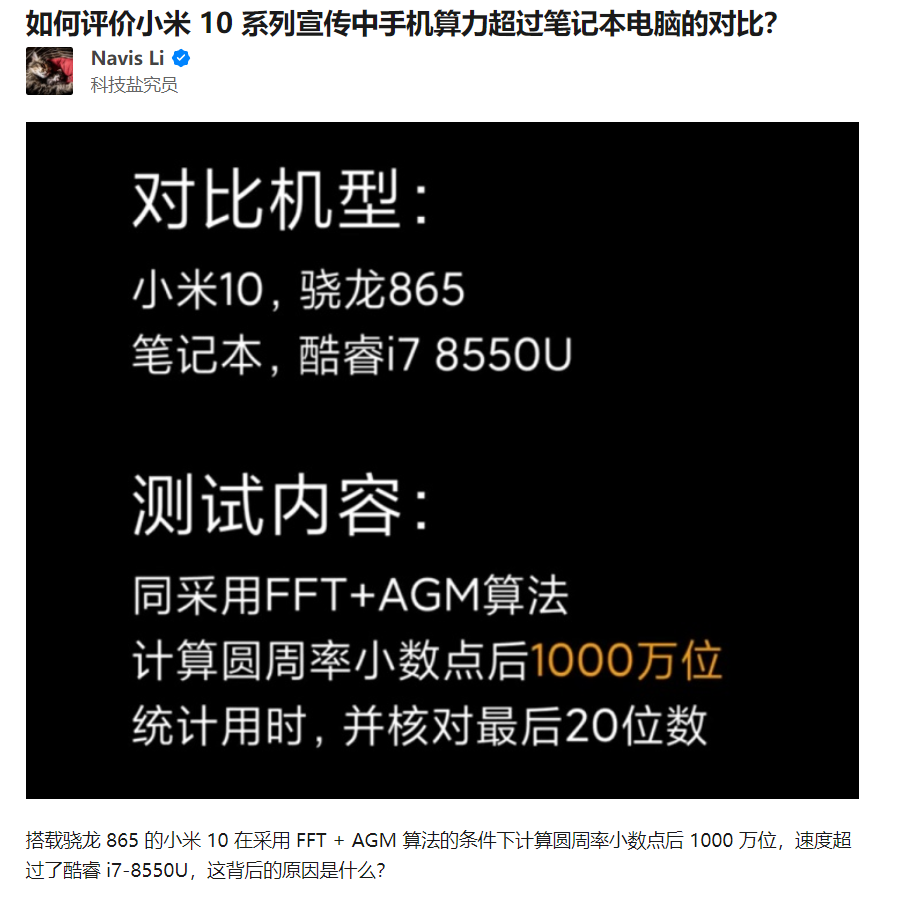 如何评价小米 10 系列宣传中手机算力超过笔记本电脑的对比？
Navis Li
科技盐究员
对比机型：
小米10，骁龙865
笔记本，酷睿i7 8550U
测试内容：
同采用FFT+AGM算法
计算圆周率小数点后1000万位
统计用时，并核对最后20位数
搭载骁龙 865 的小米 10 在采用 FFT + AGM 算法的条件下计算圆周率小数点后 1000 万位，速度超
过了酷睿 i7-8550U，这背后的原因是什么？